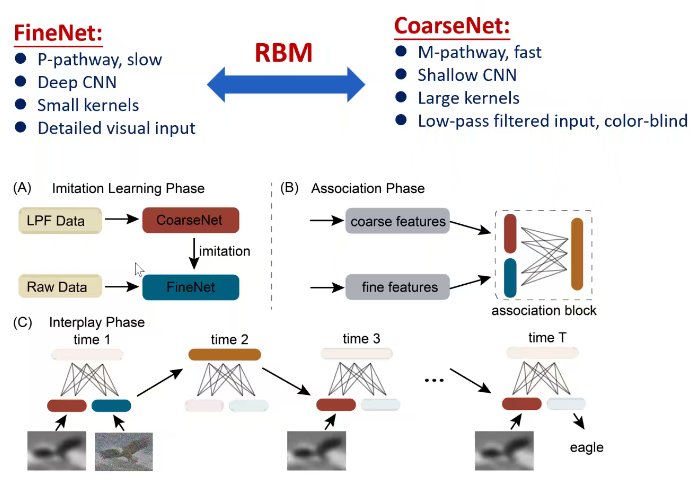 FineNet:
P-pathway, slow
Deep CNN
Small kernels
Detailed visual input
RBM
CoarseNet:
M-pathway, fast
Shallow CNN
Large kernels
Low-pass filtered input, color-blind
(A) Imitation Learning Phase
LPF Data
CoarseNet
imitation
Raw Data
FineNet
(B) Association Phase
coarse features
fine features
association block
(C) Interplay Phase
time 1
time 2
time 3
...
time T
eagle